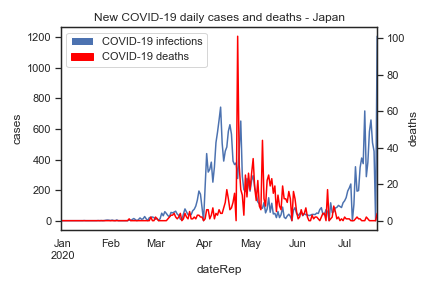 New COVID-19 daily cases and deaths - Japan
COVID-19 infections
COVID-19 deaths
1200
1000
800
600
400
200
0
cases
100
80
60
40
20
0
deaths
Jan Feb Mar Apr May Jun Jul
2020
dateRep